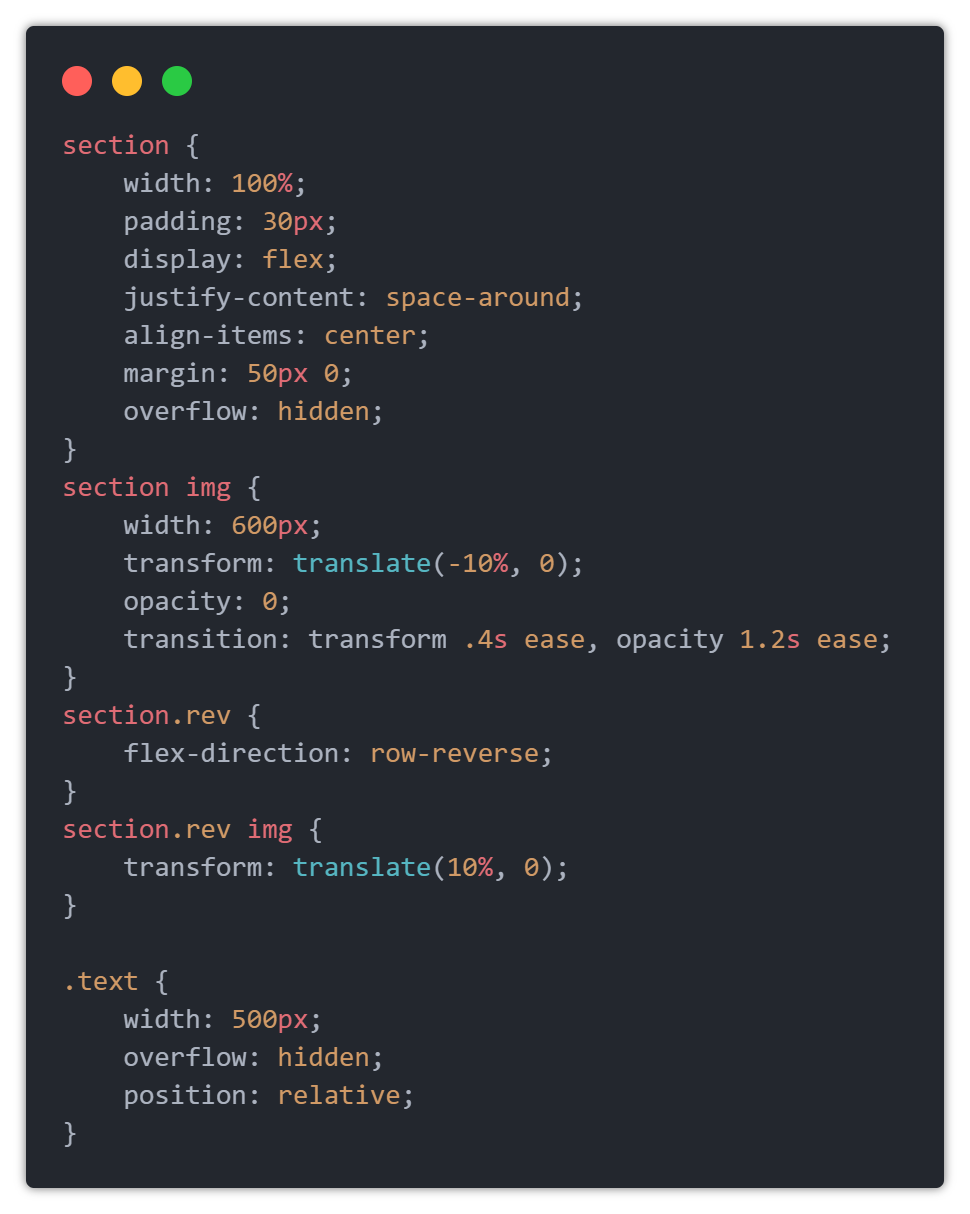 section {
    width: 100%;
    padding: 30px;
    display: flex;
    justify-content: space-around;
    align-items: center;
    margin: 50px 0;
    overflow: hidden;
}
section img {
    width: 600px;
    transform: translate(-10%, 0);
    opacity: 0;
    transition: transform .4s ease, opacity 1.2s ease;
}
section.rev {
    flex-direction: row-reverse;
}
section.rev img {
    transform: translate(10%, 0);
}

.text {
    width: 500px;
    overflow: hidden;
    position: relative;
}